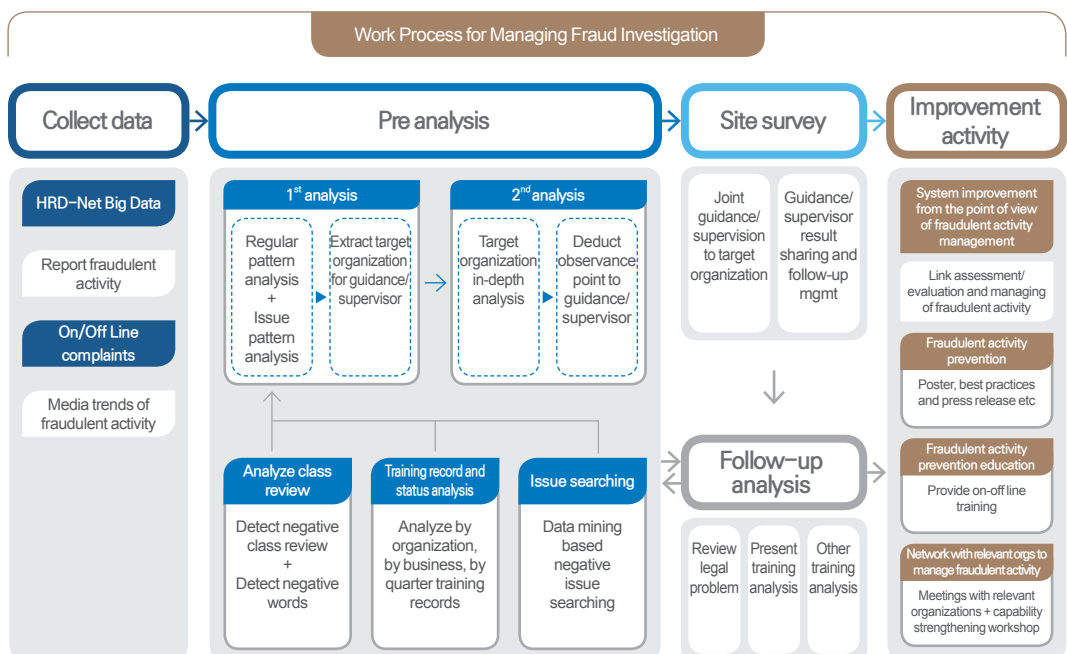 Work Process for Managing Fraud Investigation
Collect data
Pre analysis
Site survey
Improvement
activity
HRD-Net Big Data
Report fraudulent
activity
On/Off Line
complaints
Media trends of
fraudulent activity
1st analysis
Regular
pattern
analysis
+
Issue
pattern
analysis
Extract target
organization
for guidance/
supervisor
2nd analysis
Target
organization
in-depth
analysis
Deduct
observance
point to
guidance/
supervisor
Analyze class
review
Detect negative
class review
+
Detect negative
words
Training record and
status analysis
Analyze by
organization,
by business, by
quarter training
records
Issue searching
Data mining
based
negative
issue
searching
Joint
guidance/
supervision
to target
organization
Guidance/
supervisor
result
sharing and
follow-up
mgmt
Follow-up
analysis
Review
legal
problem
Present
training
analysis
Other
training
analysis
System improvement
from the point of view
of fraudulent activity
management
Link assessment/
evaluation and managing
of fraudulent activity
Fraudulent activity
prevention
Poster, best practices
and press release etc
Fraudulent activity
prevention education
Provide on-off line
training
Network with relevant orgs to
manage fraudulent activity
Meetings with relevant
organizations + capability
strengthening workshop